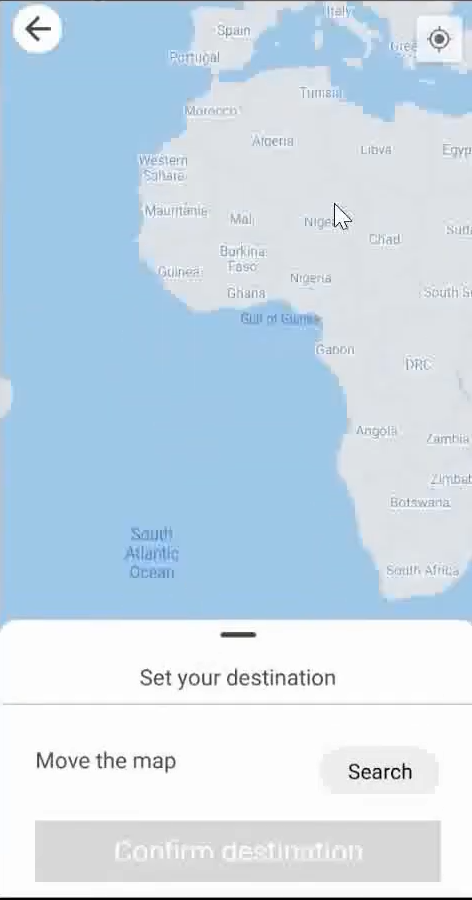 Italy
Spain
Gree
Portugal
Tunisia
Morocco
Algeria
Libya
Egyp
Western
Sahara
Mauritania
Mali
Niger
Chad
Suda
Burkina
Faso
Guinea
Nigeria
Ghana
South Su
Gulf of Guinea
Gabon
DRC
Angola
Zambia
Zimbab
Botswana
South
Atlantic
Ocean
South Africa
Set your destination
Move the map
Search
Confirm destination